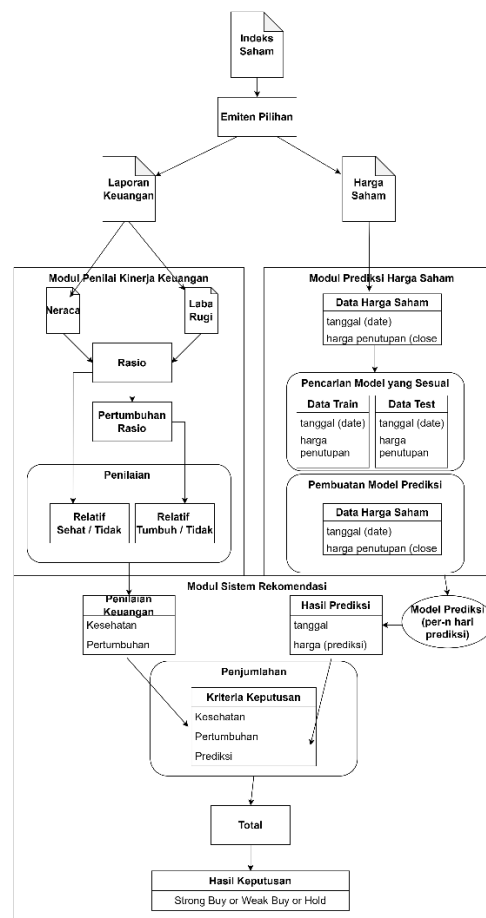 Indeks
Saham
Emiten Pilihan
Laporan
Keuangan
Harga
Saham
Modul Penilai Kinerja Keuangan
Neraca
Laba
Rugi
Rasio
Pertumbuhan
Rasio
Penilaian
Relatif
Sehat / Tidak
Relatif
Tumbuh / Tidak
Modul Prediksi Harga Saham
Data Harga Saham
tanggal (date)
harga penutupan (close
Pencarian Model yang Sesuai
Data Train
tanggal (date)
harga
penutupan
Data Test
tanggal (date)
harga
penutupan
Pembuatan Model Prediksi
Data Harga Saham
tanggal (date)
harga penutupan (close
Modul Sistem Rekomendasi
Penilaian
Keuangan
Kesehatan
Pertumbuhan
Hasil Prediksi
tanggal
harga (prediksi)
Model Prediksi
(per-n hari
prediksi)
Penjumlahan
Kriteria Keputusan
Kesehatan
Pertumbuhan
Prediksi
Total
Hasil Keputusan
Strong Buy or Weak Buy or Hold